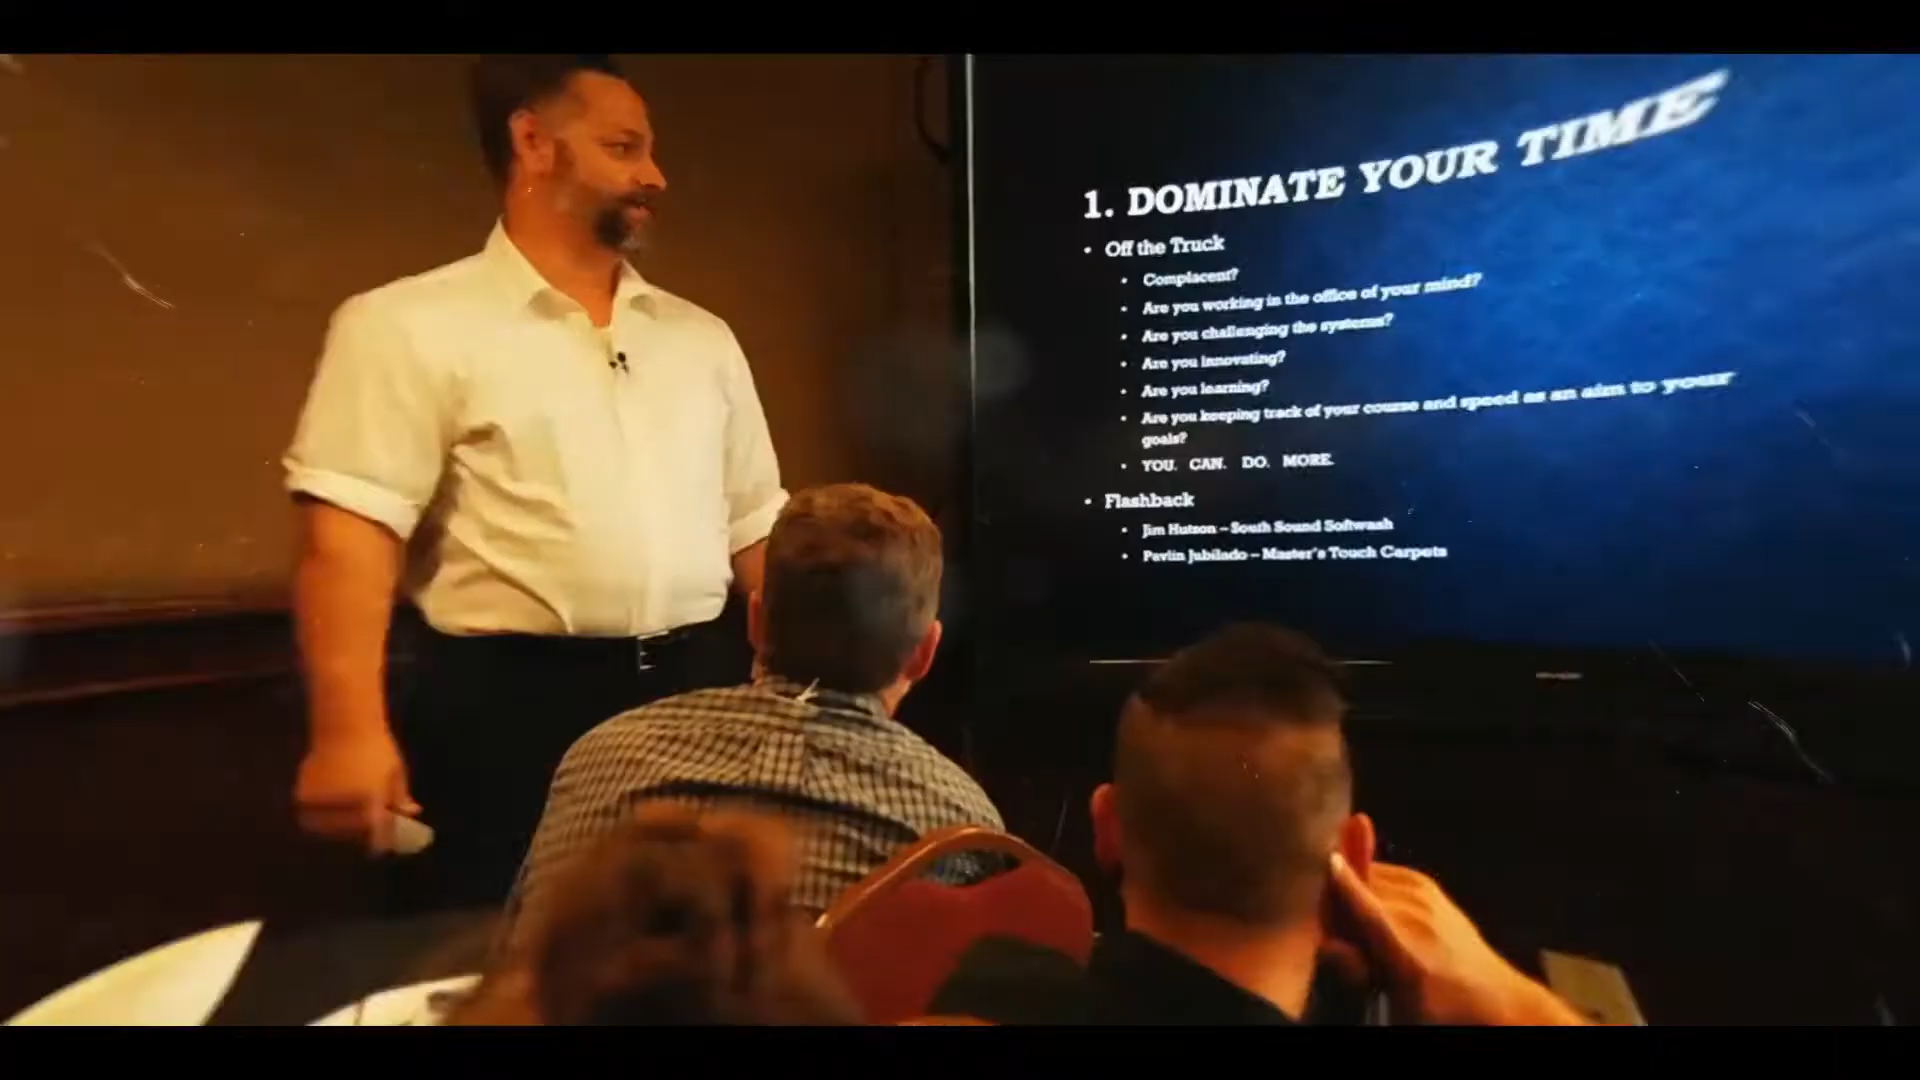 1. DOMINATE YOUR TIME
• Off the Truck
• Complacent?
• Are you working in the office of your mind?
• Are you challenging the systems?
• Are you innovating?
• Are you learning?
• Are you keeping track of your course and speed as an aim to your
goals?
• YOU. CAN. DO. MORE.
• Flashback
• Jim Hutson – South Sound Softwash
• Pavlin Jubilado – Master's Touch Carpets